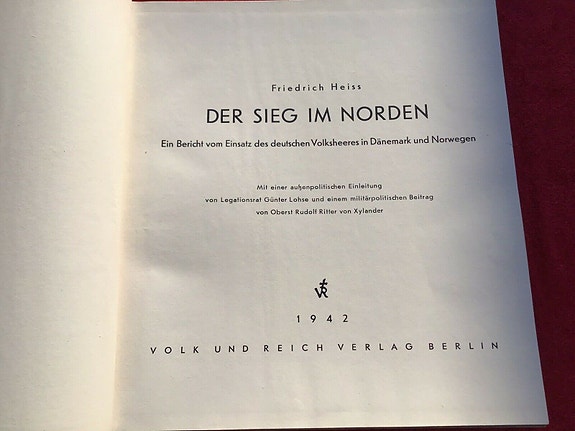 Friedrich Heiss
DER SIEG IM NORDEN
Ein Bericht vom Einsatz des deutschen Volksheeres in Dänemark und Norwegen
Mit einer außenpolitischen Einleitung
von Legationsrat Günter Lohse und einem militärpolitischen Beitrag
von Oberst Rudolf Ritter von Xylander
VR
1942
VOLK UND REICH VERLAG BERLIN